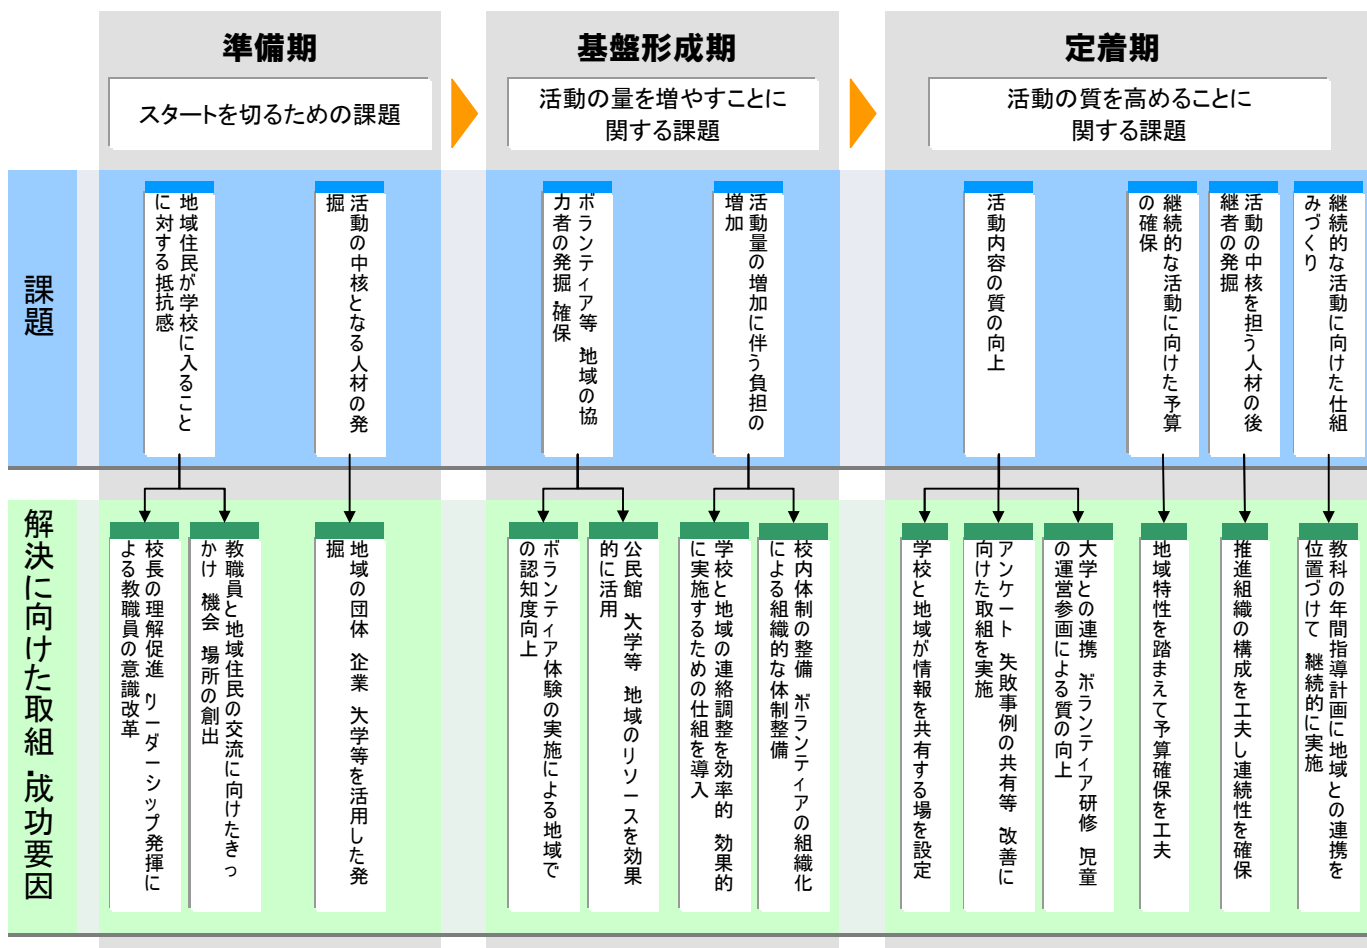 準備期
基盤形成期
定着期
スタートを切るための課題
活動の量を増やすことに
関する課題
活動の質を高めることに
関する課題
課題
地域住民が学校に入ること
に対する抵抗感
活動の中核となる人材の発
掘
ボランティア等、地域の協
力者の発掘・確保
活動量の増加に伴う負担の
増加
活動内容の質の向上
継続的な活動に向けた予算
の確保
活動の中核を担う人材の後
継者の発掘
継続的な活動に向けた仕組
みづくり
解決に向けた取組・成功要因
校長の理解促進・リーダーシップ発揮に
よる教職員の意識改革
教職員と地域住民の交流に向けたきっ
かけ・機会・場所の創出
地域の団体・企業・大学等を活用した発
掘
ボランティア体験の実施による地域で
の認知度向上
公民館・大学等、地域のリソースを効果
的に活用
学校と地域の連絡調整を効率的・効果的
に実施するための仕組を導入
校内体制の整備・ボランティアの組織化
による組織的な体制整備
学校と地域が情報を共有する場を設定
アンケート・失敗事例の共有等、改善に
向けた取組を実施
大学との連携・ボランティア研修・児童
の運営参画による質の向上
地域特性を踏まえて予算確保を工夫
推進組織の構成を工夫し連続性を確保
教科の年間指導計画に地域との連携を
位置づけて、継続的に実施